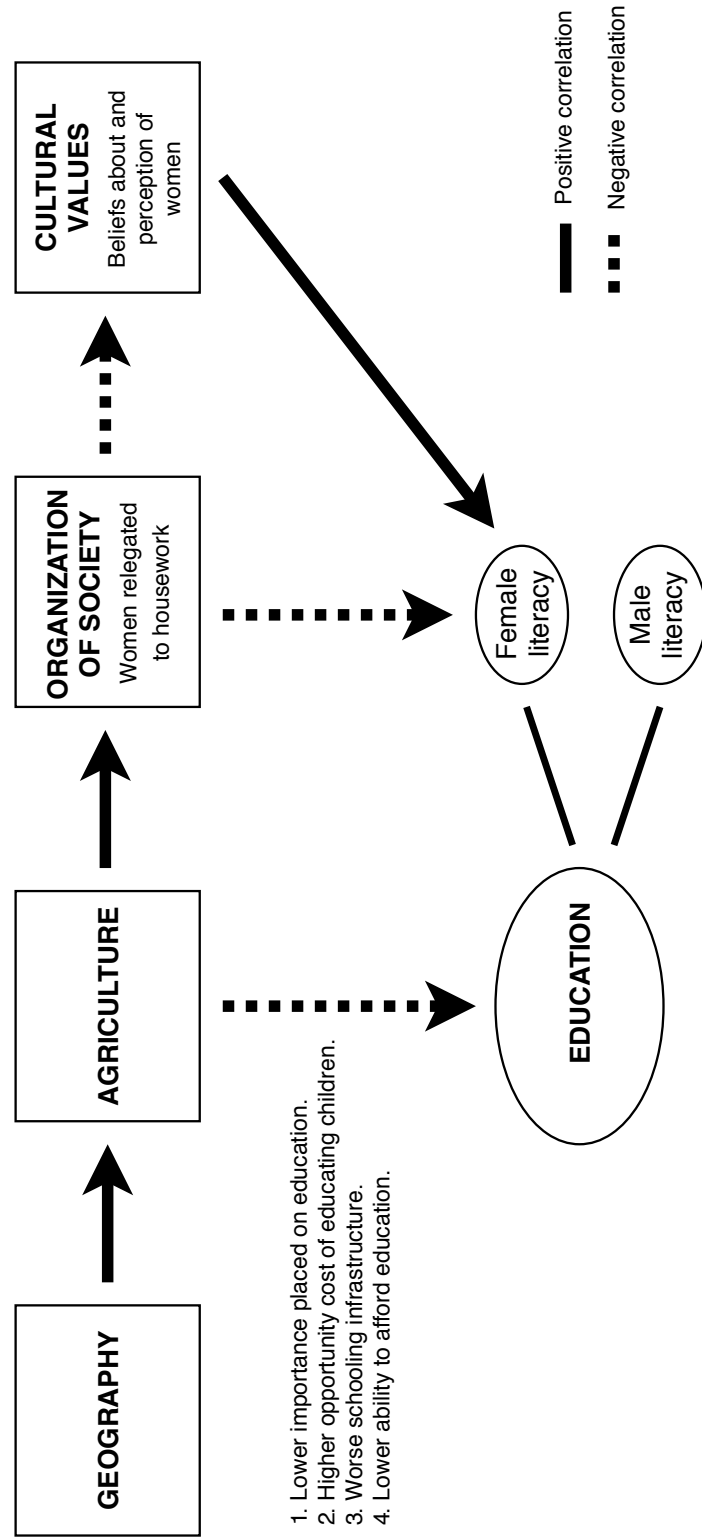 GEOGRAPHY
AGRICULTURE
ORGANIZATION
OF SOCIETY
Women relegated
to housework
CULTURAL
VALUES
Beliefs about and
perception of
women
1. Lower importance placed on education.
2. Higher opportunity cost of educating children.
3. Worse schooling infrastructure.
4. Lower ability to afford education.
EDUCATION
Female
literacy
Male
literacy
Positive correlation
Negative correlation